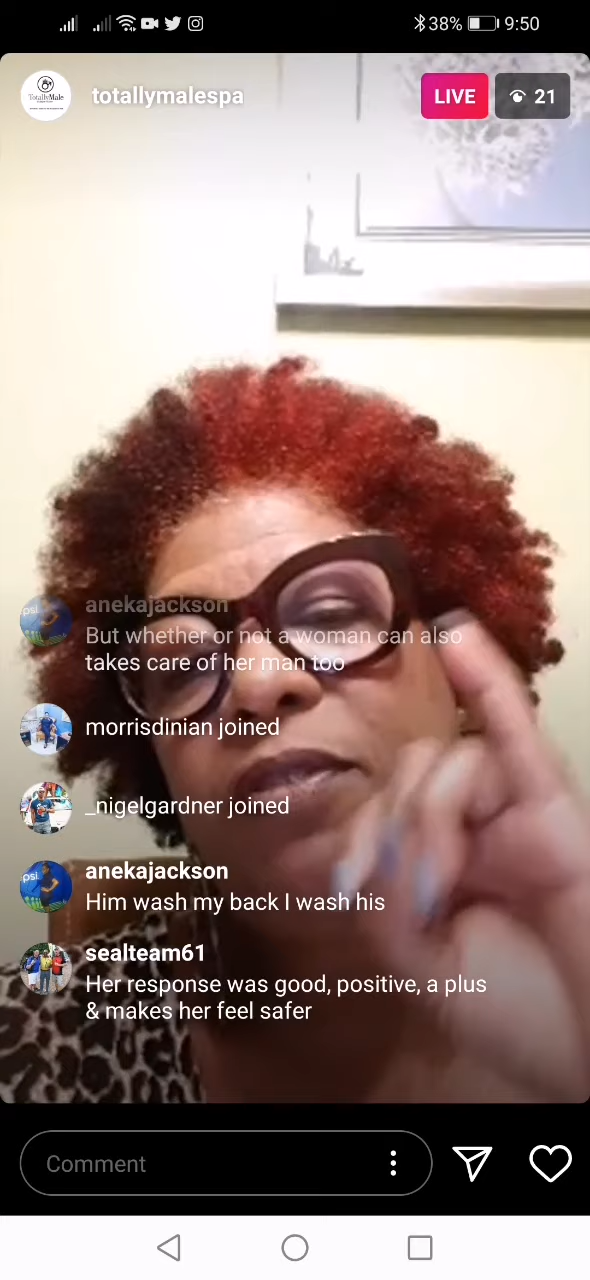 38% 9:50
TotallyMale
totallymalespa
LIVE
21
anekajackson
But whether or not a woman can also
takes care of her man too
morrisdinian joined
_nigelgardner joined
psi
anekajackson
Him wash my back I wash his
sealteam61
Her response was good, positive, a plus
& makes her feel safer
Comment